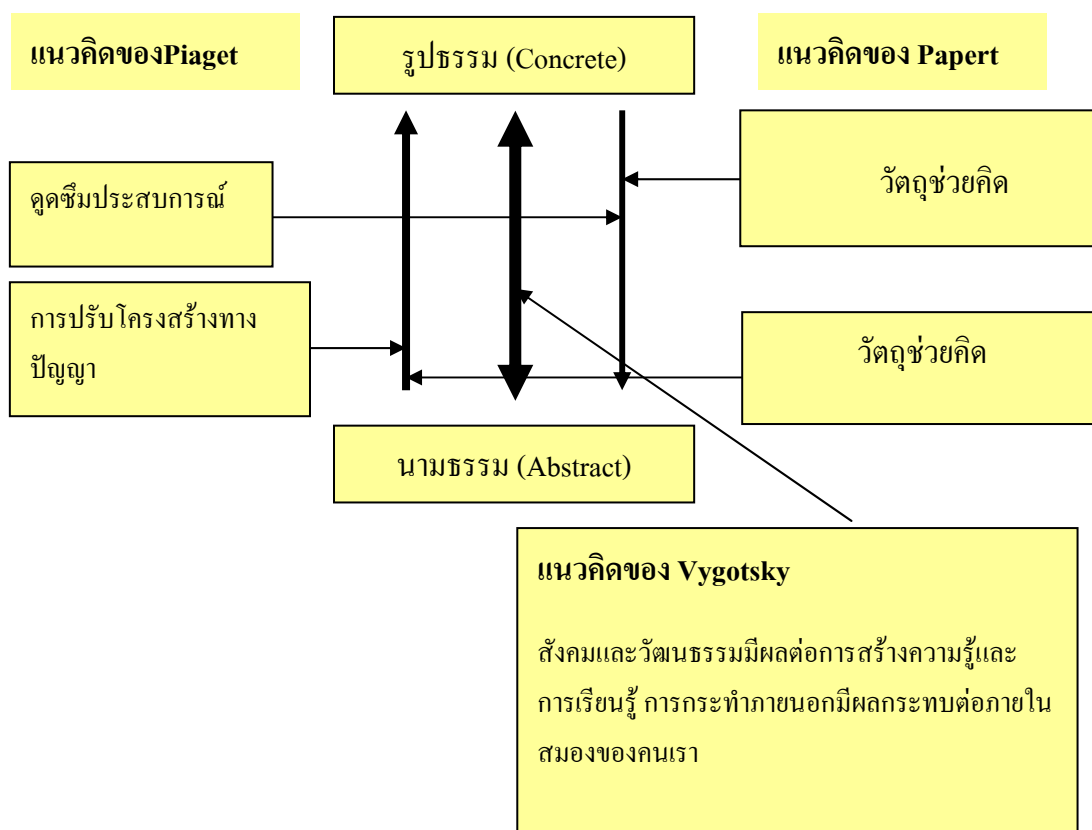 แนวคิดของPiaget
รูปธรรม (Concrete)
แนวคิดของ Papert
ดูดซึมประสบการณ์
วัตถุช่วยคิด
การปรับโครงสร้างทาง
ปัญญา
วัตถุช่วยคิด
นามธรรม (Abstract)
แนวคิดของ Vygotsky
สังคมและวัฒนธรรมมีผลต่อการสร้างความรู้และ
การเรียนรู้ การกระทำภายนอกมีผลกระทบต่อภายใน
สมองของคนเรา